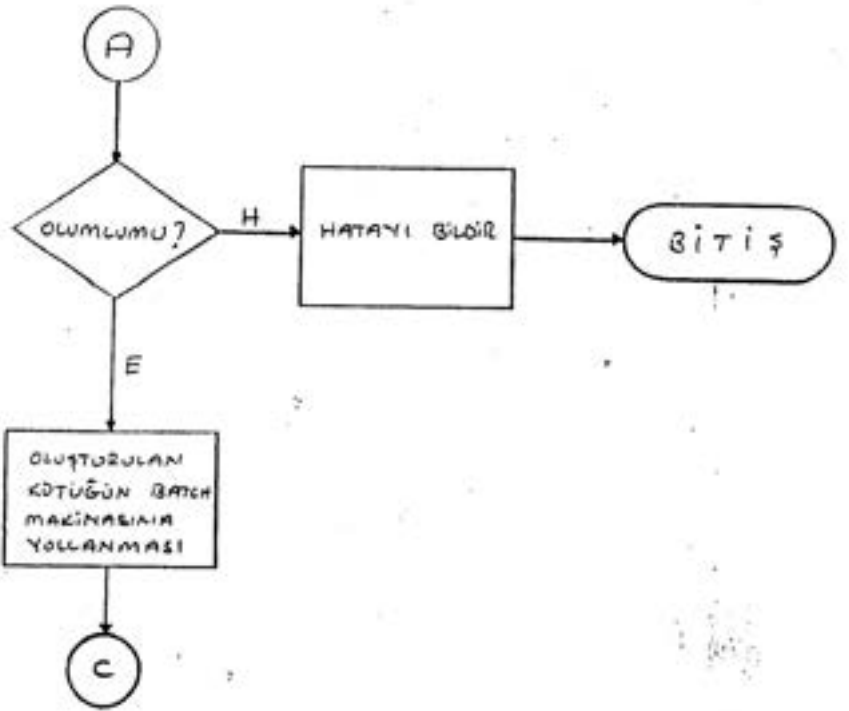 A
OLUMLUMU?
H
HATAYI BİLDİR
BİTİŞ
E
OLUŞTURULAN
KÜTÜĞÜN BATCH
MAKİNASINA
YOLLANMASI
C